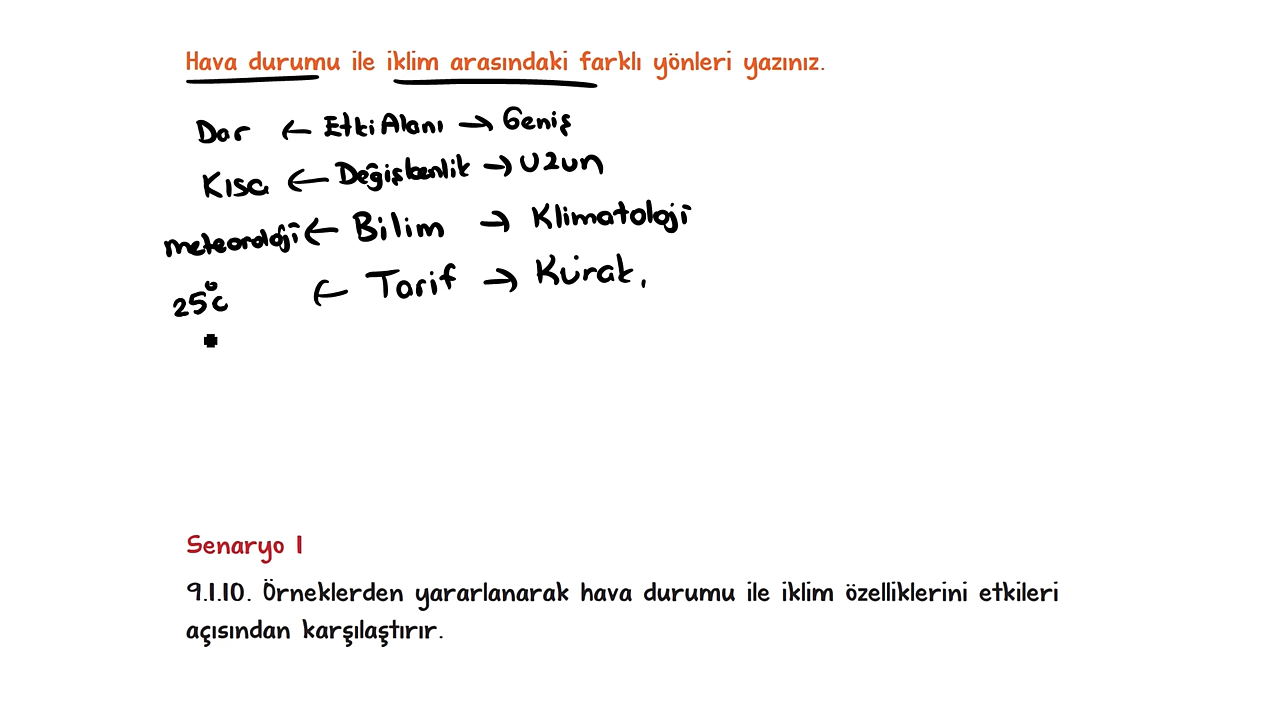 Hava durumu ile iklim arasındaki farklı yönleri yazınız.
Dar ← Etki Alanı → Geniş
Kısa ← Değişkenlik → Uzun
meteoroloji ← Bilim → Klimatoloji
25°C ← Tarif → Kurak,
Senaryo 1
9.1.10. Örneklerden yararlanarak hava durumu ile iklim özelliklerini etkileri
açısından karşılaştırır.